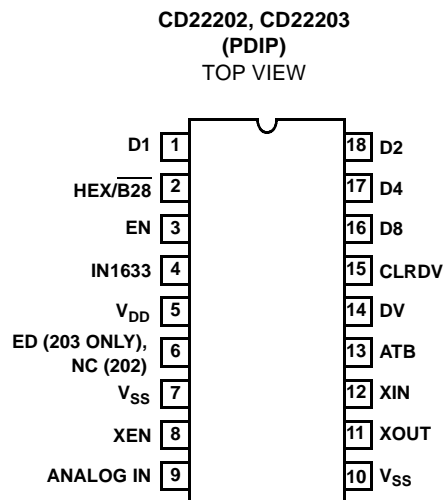 CD22202, CD22203
(PDIP)
TOP VIEW
D1 1 18 D2
HEX/B28 2 17 D4
EN 3 16 D8
IN1633 4 15 CLRDV
VDD 5 14 DV
ED (203 ONLY),
NC (202) 6 13 ATB
VSS 7 12 XIN
XEN 8 11 XOUT
ANALOG IN 9 10 VSS